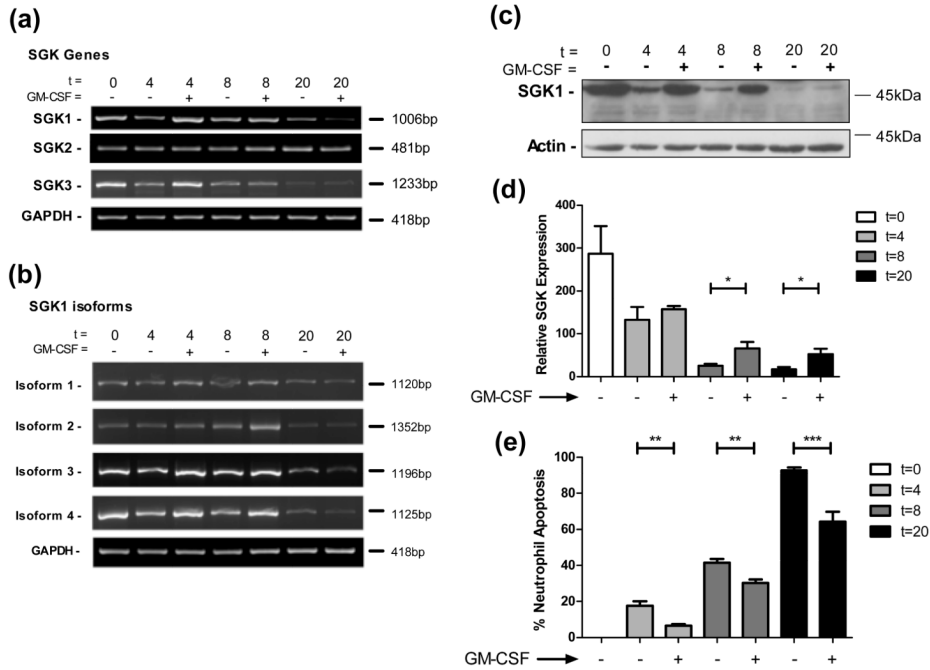 (a)
SGK Genes
t = 0 4 4 8 8 20 20
GM-CSF = - - + - + - +
SGK1 - 1006bp
SGK2 - 481bp
SGK3 - 1233bp
GAPDH - 418bp
(b)
SGK1 isoforms
t = 0 4 4 8 8 20 20
GM-CSF = - - + - + - +
Isoform 1 - 1120bp
Isoform 2 - 1352bp
Isoform 3 - 1196bp
Isoform 4 - 1125bp
GAPDH - 418bp
(c)
t = 0 4 4 8 8 20 20
GM-CSF = - - + - + - +
SGK1 - 45kDa
45kDa
Actin -
(d)
Relative SGK Expression
400
300
200
100
0
* *
t=0
t=4
t=8
t=20
GM-CSF - - + - + - +
(e)
% Neutrophil Apoptosis
100
80
60
40
20
0
** ** ***
t=0
t=4
t=8
t=20
GM-CSF - - + - + - +